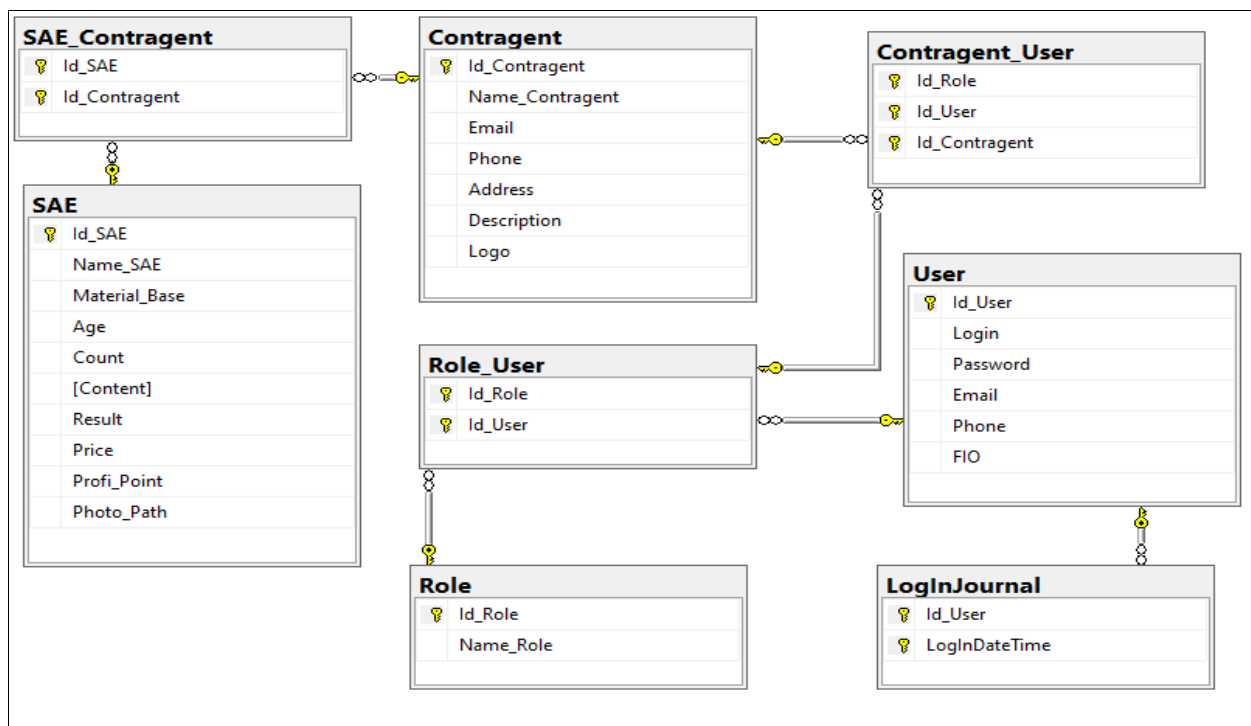 SAE_Contragent
Id_SAE
Id_Contragent
Contragent
Id_Contragent
Name_Contragent
Email
Phone
Address
Description
Logo
Contragent_User
Id_Role
Id_User
Id_Contragent
SAE
Id_SAE
Name_SAE
Material_Base
Age
Count
[Content]
Result
Price
Profi_Point
Photo_Path
Role_User
Id_Role
Id_User
User
Id_User
Login
Password
Email
Phone
FIO
Role
Id_Role
Name_Role
LogInJournal
Id_User
LogInDateTime